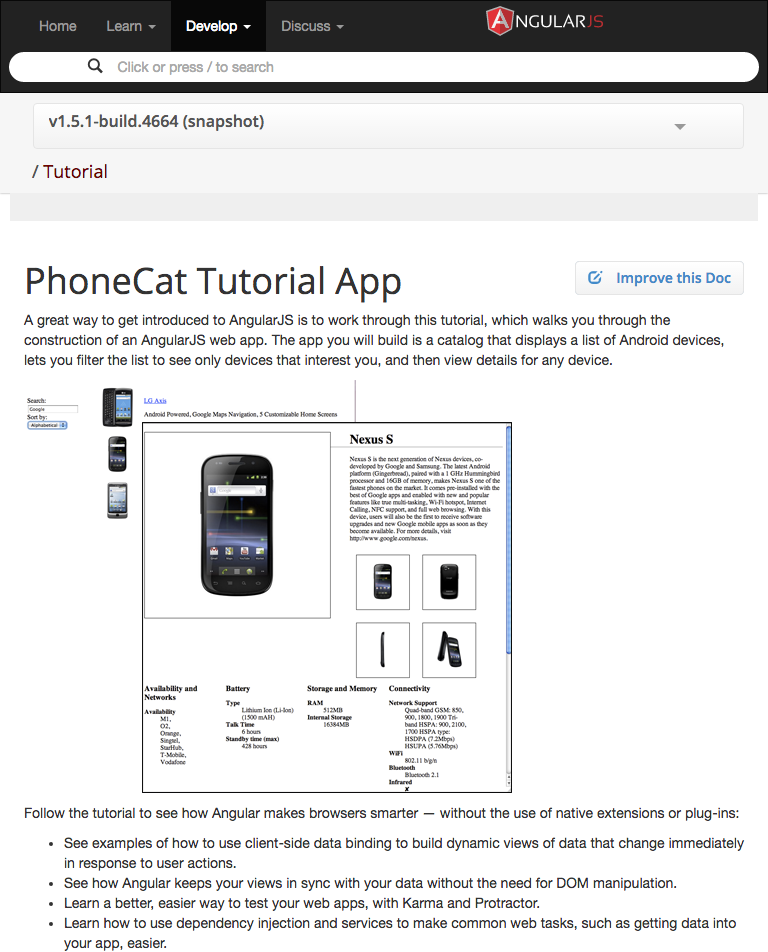 Home Learn Develop Discuss ANGULARJS
Click or press / to search
v1.5.1-build.4664 (snapshot)
/ Tutorial
PhoneCat Tutorial App
Improve this Doc
A great way to get introduced to AngularJS is to work through this tutorial, which walks you through the
construction of an AngularJS web app. The app you will build is a catalog that displays a list of Android devices,
lets you filter the list to see only devices that interest you, and then view details for any device.
Search:
Google
Sort by:
Alphabetical
LG Axis
Android Powered, Google Maps Navigation, 5 Customizable Home Screens
Nexus S
Nexus S is the next generation of Nexus devices, co-
developed by Google and Samsung. The latest Android
platform (Gingerbread), paired with a 1 GHz Hummingbird
processor and 16GB of memory, makes Nexus S one of the
fastest phones on the market. It comes pre-installed with the
best of Google apps and enabled with new and popular
features like true multi-tasking, Wi-Fi hotspot, Internet
Calling, NFC support, and full web browsing. With this
device, users will also be the first to receive software
upgrades and new Google mobile apps as soon as they
become available. For more details, visit
http://www.google.com/nexus.
Availability and
Networks
Availability
M1,
O2,
Orange,
Singtel,
StarHub,
T-Mobile,
Vodafone
Battery
Type
Lithium Ion (Li-Ion)
(1500 mAH)
Talk Time
6 hours
Standby time (max)
428 hours
Storage and Memory
RAM
512MB
Internal Storage
16384MB
Connectivity
Network Support
Quad-band GSM: 850,
900, 1800, 1900 Tri-
band HSPA: 900, 2100,
1700 HSPA type:
HSDPA (7.2Mbps)
HSUPA (5.76Mbps)
WiFi
802.11 b/g/n
Bluetooth
Bluetooth 2.1
Infrared
✘
Follow the tutorial to see how Angular makes browsers smarter — without the use of native extensions or plug-ins:
• See examples of how to use client-side data binding to build dynamic views of data that change immediately
in response to user actions.
• See how Angular keeps your views in sync with your data without the need for DOM manipulation.
• Learn a better, easier way to test your web apps, with Karma and Protractor.
• Learn how to use dependency injection and services to make common web tasks, such as getting data into
your app, easier.